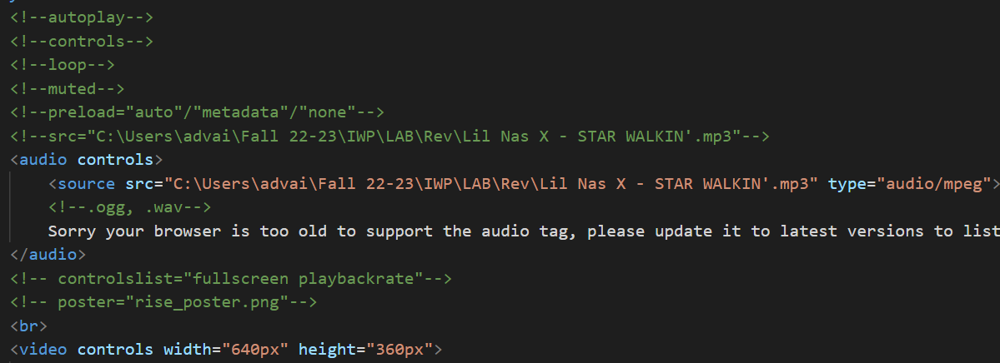 <!--autoplay-->
<!--controls-->
<!--loop-->
<!--muted-->
<!--preload="auto"/"metadata"/"none"-->
<!--src="C:\Users\advai\Fall 22-23\IWP\LAB\Rev\Lil Nas X - STAR WALKIN'.mp3"-->
<audio controls>
<source src="C:\Users\advai\Fall 22-23\IWP\LAB\Rev\Lil Nas X - STAR WALKIN'.mp3" type="audio/mpeg">
<!--.ogg, .wav-->
Sorry your browser is too old to support the audio tag, please update it to latest versions to list
</audio>
<!-- controlslist="fullscreen playbackrate"-->
<!-- poster="rise_poster.png"-->
<br>
<video controls width="640px" height="360px">